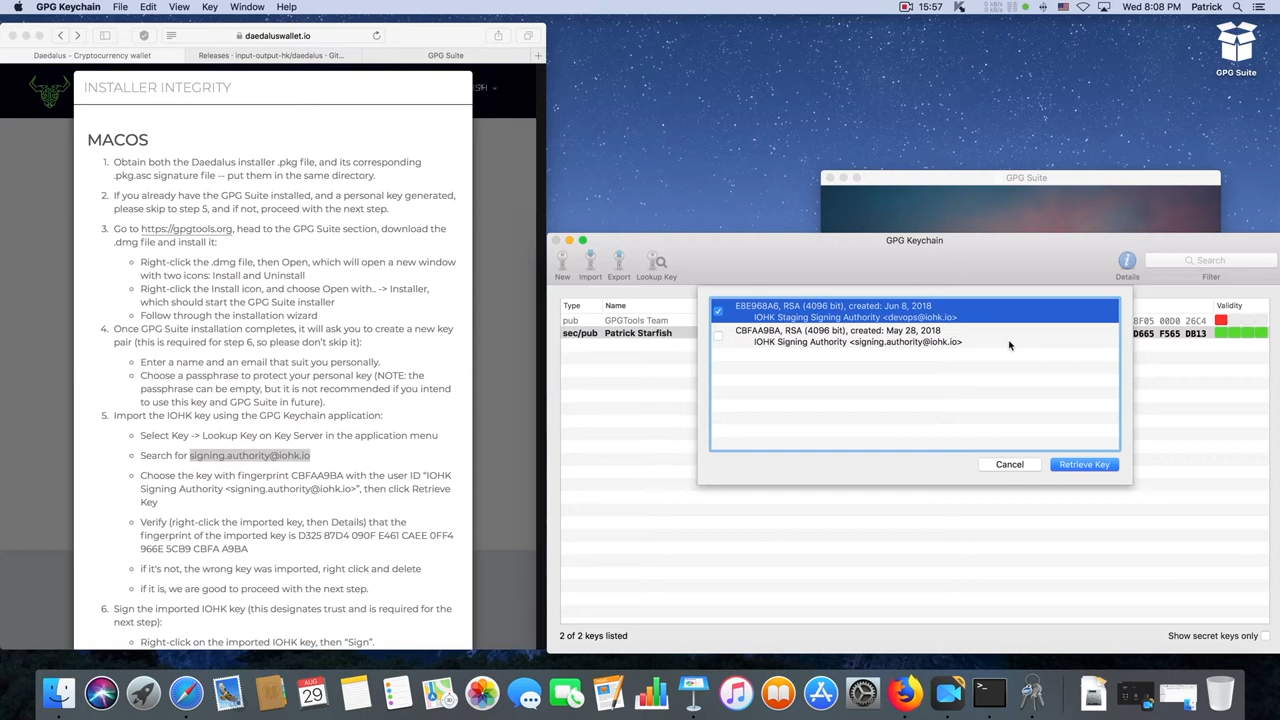 GPG Keychain File Edit View Key Window Help
15:57 Wed 8:08 PM Patrick
daedaluswallet.io
Daedalus - Cryptocurrency wallet
Releases · input-output-hk/daedalus · Git...
GPG Suite
INSTALLER INTEGRITY
MACOS
1. Obtain both the Daedalus installer .pkg file, and its corresponding
.pkg.asc signature file -- put them in the same directory.
2. If you already have the GPG Suite installed, and a personal key generated,
please skip to step 5, and if not, proceed with the next step.
3. Go to https://gpgtools.org, head to the GPG Suite section, download the
.dmg file and install it:
Right-click the .dmg file, then Open, which will open a new window
with two icons: Install and Uninstall
Right-click the Install icon, and choose Open with.. -> Installer,
which should start the GPG Suite installer
Follow through the installation wizard
4. Once GPG Suite installation completes, it will ask you to create a new key
pair (this is required for step 6, so please don't skip it):
Enter a name and an email that suit you personally.
Choose a passphrase to protect your personal key (NOTE: the
passphrase can be empty, but it is not recommended if you intend
to use this key and GPG Suite in future).
5. Import the IOHK key using the GPG Keychain application:
Select Key -> Lookup Key on Key Server in the application menu
Search for signing.authority@iohk.io
Choose the key with fingerprint CBFAA9BA with the user ID “IOHK
Signing Authority <signing.authority@iohk.io>”, then click Retrieve
Key
Verify (right-click the imported key, then Details) that the
fingerprint of the imported key is D325 87D4 090F E461 CAEE 0FF4
966E 5CB9 CBFA A9BA
if it's not, the wrong key was imported, right click and delete
if it is, we are good to proceed with the next step.
6. Sign the imported IOHK key (this designates trust and is required for the
next step):
Right-click on the imported IOHK key, then “Sign”.
GPG Suite
GPG Suite
GPG Keychain
New Import Export Lookup Key
Details Search
Filter
Type Name Validity
pub GPGTools Team 8F05 00D0 26C4
sec/pub Patrick Starfish D665 F565 DB13
E8E968A6, RSA (4096 bit), created: Jun 8, 2018
IOHK Staging Signing Authority <devops@iohk.io>
CBFAA9BA, RSA (4096 bit), created: May 28, 2018
IOHK Signing Authority <signing.authority@iohk.io>
Cancel Retrieve Key
2 of 2 keys listed Show secret keys only
AUG
29